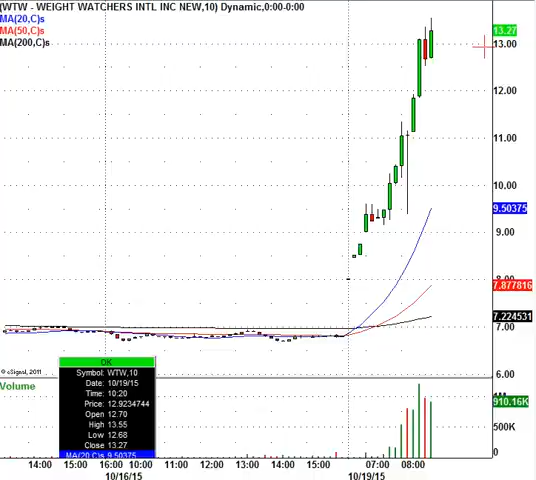 (WTW - WEIGHT WATCHERS INTL INC NEW,10) Dynamic,0:00-0:00
MA(20,C)s
MA(50,C)s
MA(200,C)s
13.27
13.00
12.00
11.00
10.00
9.50375
9.00
7.877816
7.224531
7.00
6.00
© eSignal, 2011
OK
Symbol: WTW,10
Date: 10/19/15
Time: 10:20
Price: 12.9234744
Open 12.70
High 13.55
Low 12.68
Close 13.27
MA(20,C)s 9.50375
Volume
910.16K
500K
0
14:00 15:00 16:00 10:00 11:00 12:00 13:00 14:00 15:00 07:00 08:00
10/16/15 10/19/15